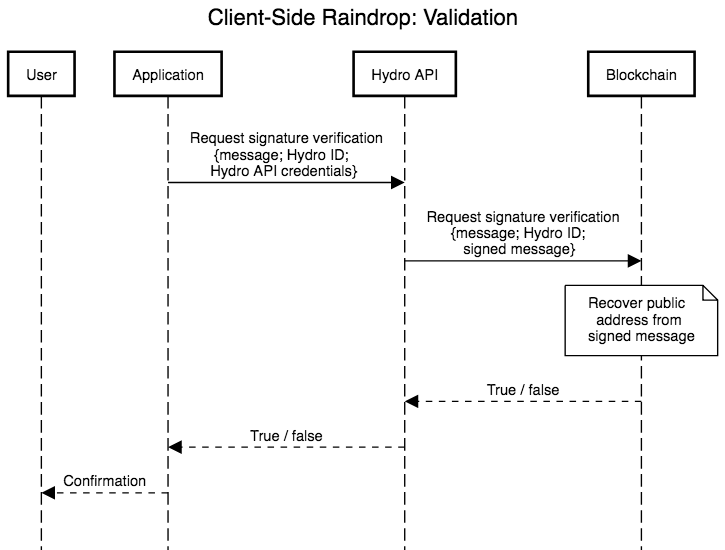 Client-Side Raindrop: Validation
User
Application
Hydro API
Blockchain
Request signature verification
{message; Hydro ID;
Hydro API credentials}
Request signature verification
{message; Hydro ID;
signed message}
Recover public
address from
signed message
True / false
True / false
Confirmation